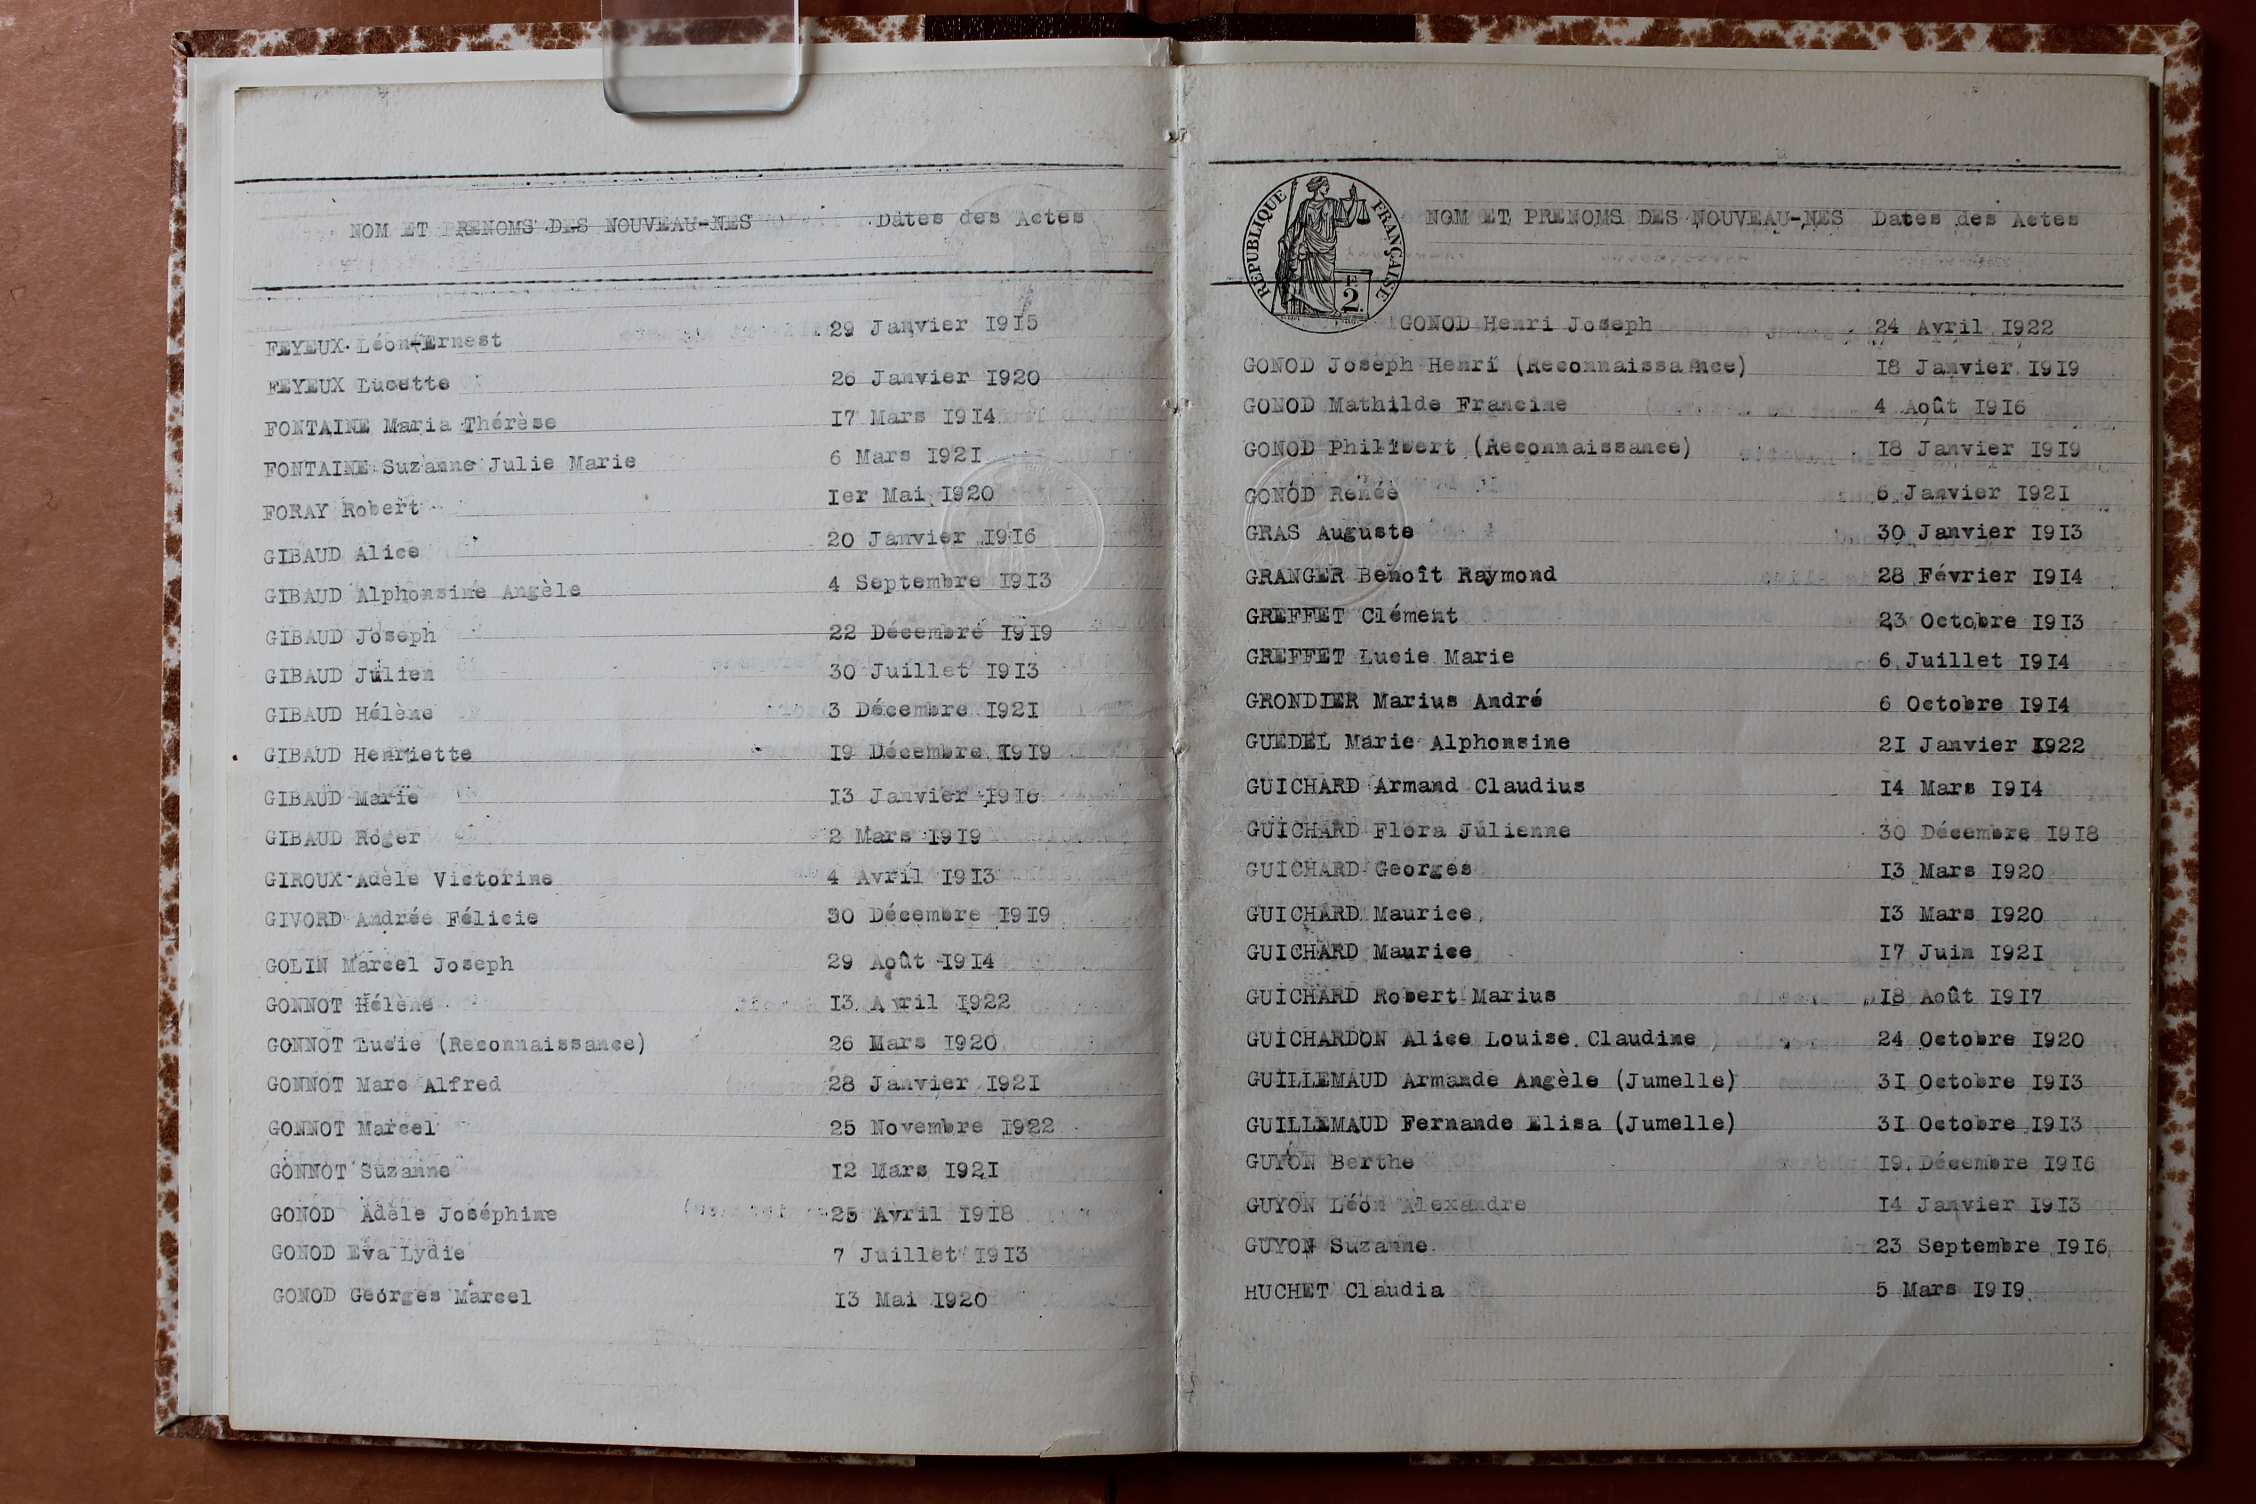 NOM ET PRENOMS DES NOUVEAU-NES Dates des Actes
FEYEUX Léon Ernest 29 Janvier 1915
FEYEUX Lucette 26 Janvier 1920
FONTAINE Maria Thérèse 17 Mars 1914
FONTAINE Suzanne Julie Marie 6 Mars 1921
FORAY Robert 1er Mai 1920
GIBAUD Alice 20 Janvier 1916
GIBAUD Alphonsine Angèle 4 Septembre 1913
GIBAUD Joseph 22 Décembre 1919
GIBAUD Julien 30 Juillet 1913
GIBAUD Hélène 3 Décembre 1921
GIBAUD Henriette 19 Décembre 1919
GIBAUD Marie 13 Janvier 1916
GIBAUD Roger 2 Mars 1919
GIROUX Adèle Victorine 4 Avril 1913
GIVORD Andrée Félicie 30 Décembre 1919
GOLIN Marcel Joseph 29 Août 1914
GONNOT Hélène 13 Avril 1922
GONNOT Lucie (Reconnaissance) 26 Mars 1920
GONNOT Marc Alfred 28 Janvier 1921
GONNOT Marcel 25 Novembre 1922
GONNOT Suzanne 12 Mars 1921
GONOD Adèle Joséphine 25 Avril 1918
GONOD Eva Lydie 7 Juillet 1913
GONOD Georges Marcel 13 Mai 1920
REPUBLIQUE FRANÇAISE
F.
2.
NOM ET PRENOMS DES NOUVEAU-NES Dates des Actes
GONOD Henri Joseph 24 Avril 1922
GONOD Joseph Henri (Reconnaissance) 18 Janvier 1919
GONOD Mathilde Francine 4 Août 1916
GONOD Philibert (Reconnaissance) 18 Janvier 1919
GONOD Renée 6 Janvier 1921
GRAS Auguste 30 Janvier 1913
GRANGER Benoît Raymond 28 Février 1914
GREFFET Clément 23 Octobre 1913
GREFFET Lucie Marie 6 Juillet 1914
GRONDIER Marius André 6 Octobre 1914
GUEDEL Marie Alphonsine 21 Janvier 1922
GUICHARD Armand Claudius 14 Mars 1914
GUICHARD Flora Julienne 30 Décembre 1918
GUICHARD Georges 13 Mars 1920
GUICHARD Maurice 13 Mars 1920
GUICHARD Maurice 17 Juin 1921
GUICHARD Robert Marius 18 Août 1917
GUICHARDON Alice Louise Claudine 24 Octobre 1920
GUILLEMAUD Armande Angèle (Jumelle) 31 Octobre 1913
GUILLEMAUD Fernande Elisa (Jumelle) 31 Octobre 1913
GUYON Berthe 19 Décembre 1916
GUYON Léon Alexandre 14 Janvier 1913
GUYON Suzanne 23 Septembre 1916
HUCHET Claudia 5 Mars 1919